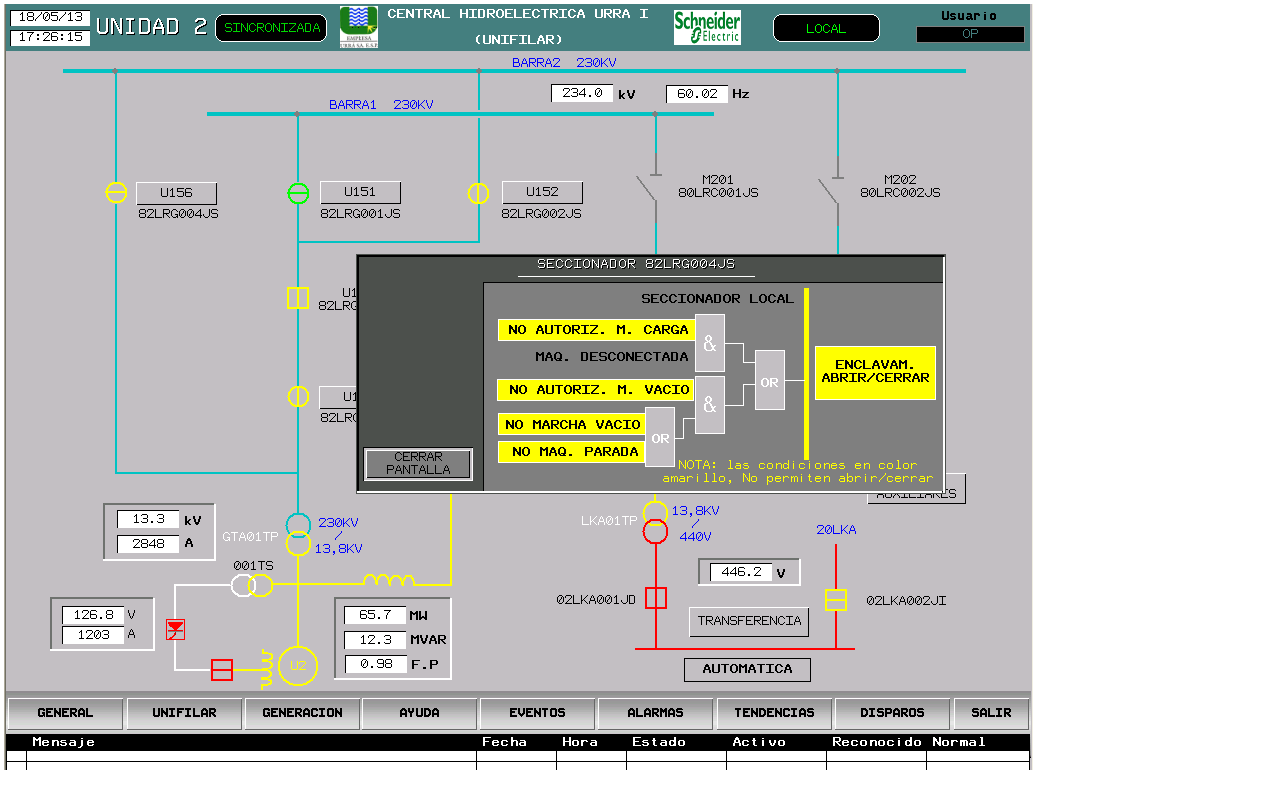 18/05/13
17:26:15
UNIDAD 2
SINCRONIZADA
EMPRESA
URRÁ S.A. E.S.P
CENTRAL HIDROELECTRICA URRA I
(UNIFILAR)
Schneider
Electric
LOCAL
Usuario
OP
BARRA2 230KV
234.0 kV
60.02 Hz
BARRA1 230KV
U156
82LRG004JS
U151
82LRG001JS
U152
82LRG002JS
M201
80LRC001JS
M202
80LRC002JS
SECCIONADOR 82LRG004JS
SECCIONADOR LOCAL
NO AUTORIZ. M. CARGA
MAQ. DESCONECTADA
&
NO AUTORIZ. M. VACIO
&
NO MARCHA VACIO
NO MAQ. PARADA
OR
OR
ENCLAVAM.
ABRIR/CERRAR
NOTA: las condiciones en color
amarillo, No permiten abrir/cerrar
CERRAR
PANTALLA
AUXILIARES
13.3 kV
2848 A
GTA01TP
230KV
/
13,8KV
LKA01TP
13,8KV
/
440V
20LKA
001TS
446.2 V
126.8 V
1203 A
65.7 MW
12.3 MVAR
0.98 F.P
U2
02LKA001JD
02LKA002JI
TRANSFERENCIA
AUTOMATICA
GENERAL
UNIFILAR
GENERACION
AYUDA
EVENTOS
ALARMAS
TENDENCIAS
DISPAROS
SALIR
Mensaje Fecha Hora Estado Activo Reconocido Normal